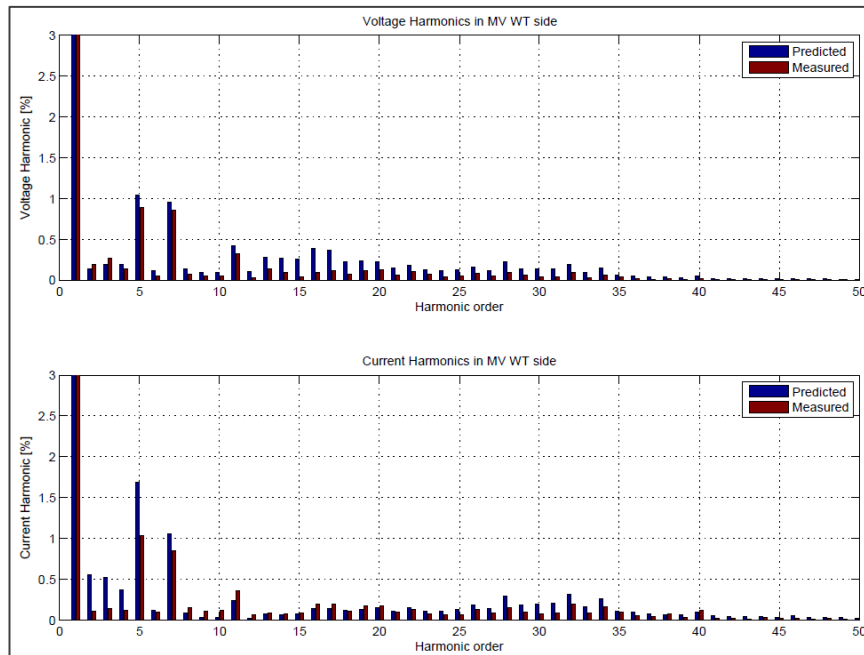 Voltage Harmonics in MV WT side
Predicted
Measured
Voltage Harmonic [%]
3
2.5
2
1.5
1
0.5
0
0 5 10 15 20 25 30 35 40 45 50
Harmonic order
Current Harmonics in MV WT side
Predicted
Measured
Current Harmonic [%]
3
2.5
2
1.5
1
0.5
0
0 5 10 15 20 25 30 35 40 45 50
Harmonic order